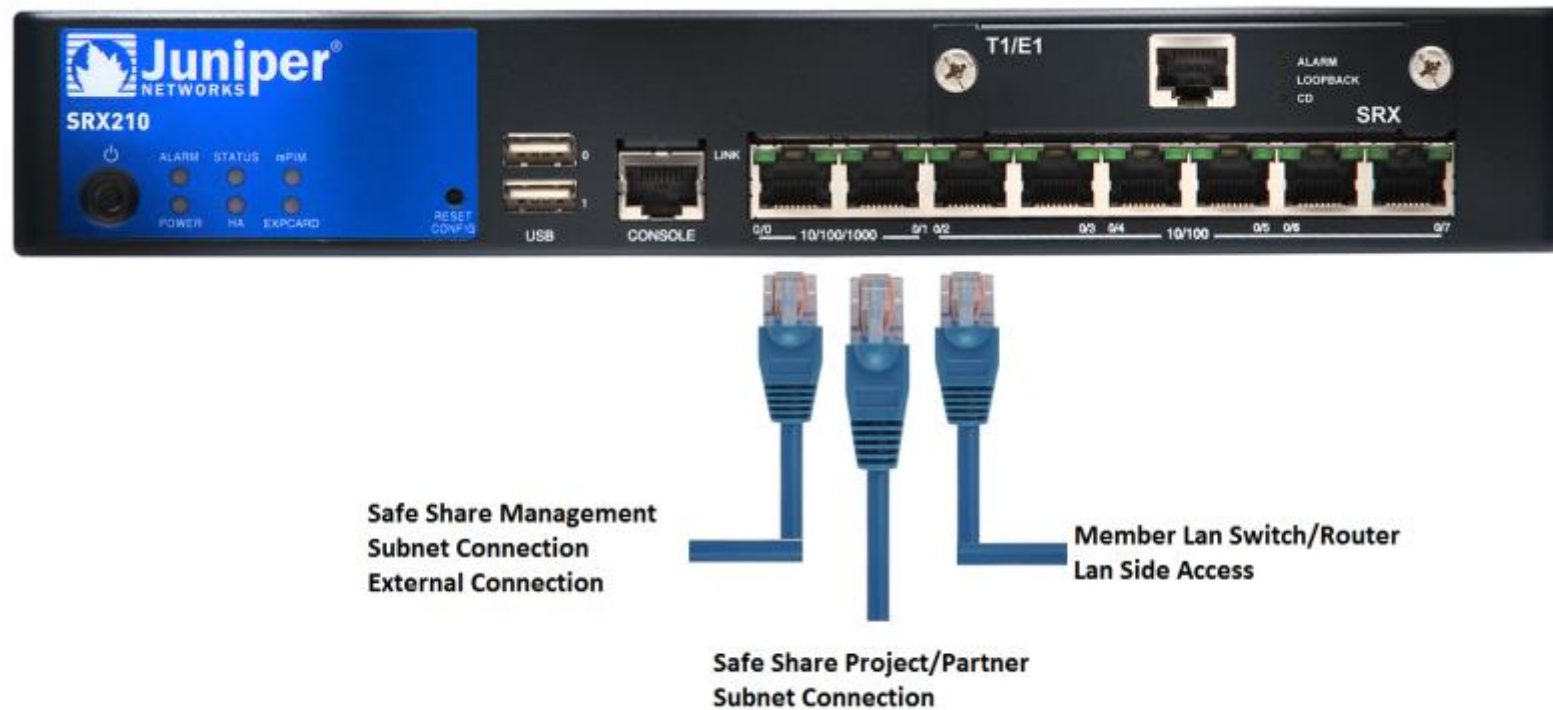 Juniper®
NETWORKS
SRX210
ALARM STATUS mPIM
POWER HA EXPCARD
RESET
CONFIG
0
1
USB
CONSOLE
LINK
T1/E1
ALARM
LOOPBACK
CD
SRX
0/0 10/100/1000 0/1 0/2 0/3 0/4 10/100 0/5 0/6 0/7
Safe Share Management
Subnet Connection
External Connection
Member Lan Switch/Router
Lan Side Access
Safe Share Project/Partner
Subnet Connection